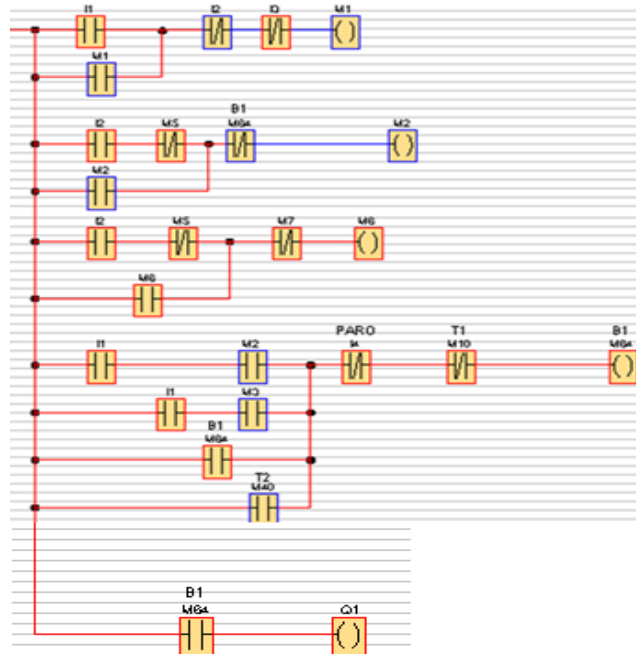 I1 I2 I3 M1
M1
B1
I2 M5 M64 M2
M2
I2 M5 M7 M6
M6
PARO T1 B1
I1 M2 I4 M10 M64
I1 M3
B1
M64
T2
M40
B1
M64 Q1